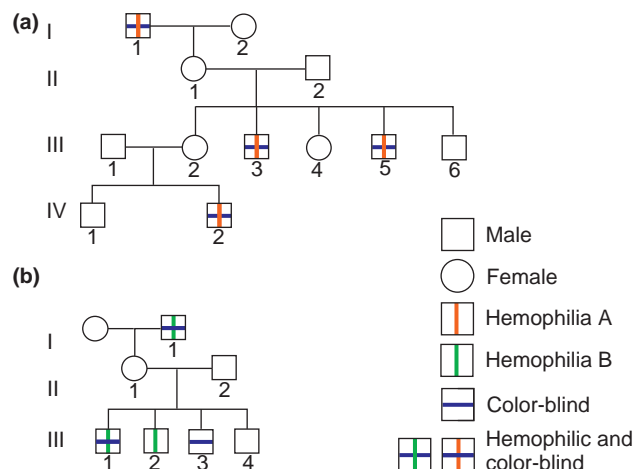 (a)
I
1
2
II
1
2
III
1
2
3
4
5
6
IV
1
2
Male
Female
(b)
Hemophilia A
I
1
Hemophilia B
II
1
2
Color-blind
III
1
2
3
4
Hemophilic and
color-blind